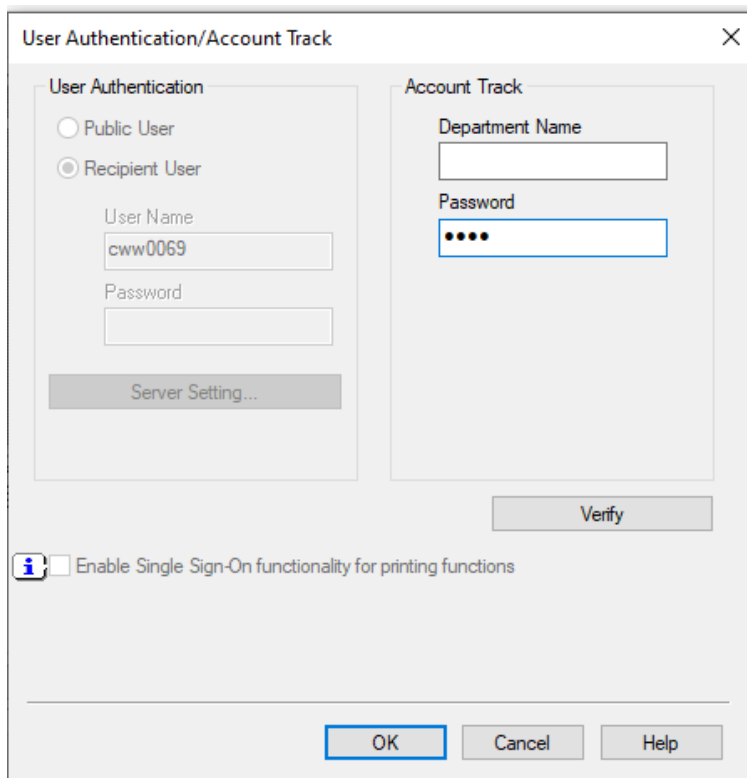 User Authentication/Account Track
User Authentication
Public User
Recipient User
User Name
cww0069
Password
Server Setting...
Account Track
Department Name
Password
••••
Verify
i
Enable Single Sign-On functionality for printing functions
OK
Cancel
Help